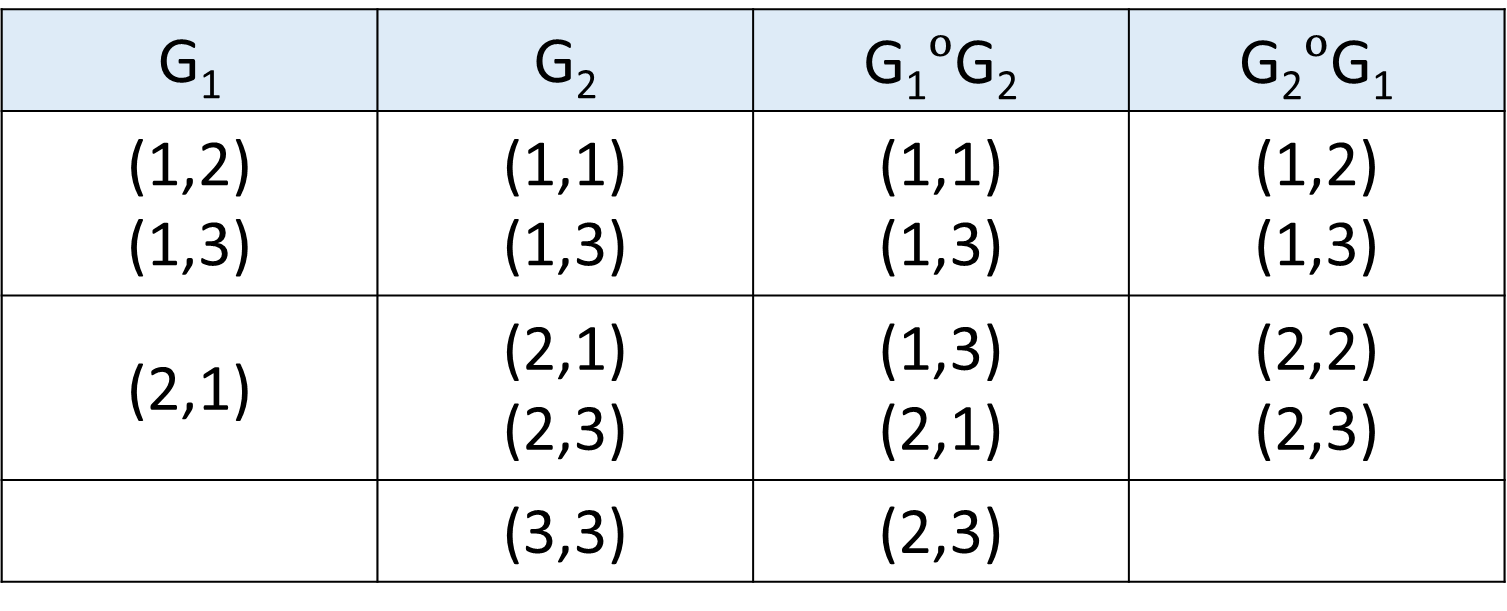 G₁ G₂ G₁ᵒG₂ G₂ᵒG₁
(1,2) (1,1) (1,1) (1,2)
(1,3) (1,3) (1,3) (1,3)
(2,1) (2,1) (1,3) (2,2)
(2,3) (2,1) (2,3)
(3,3) (2,3)